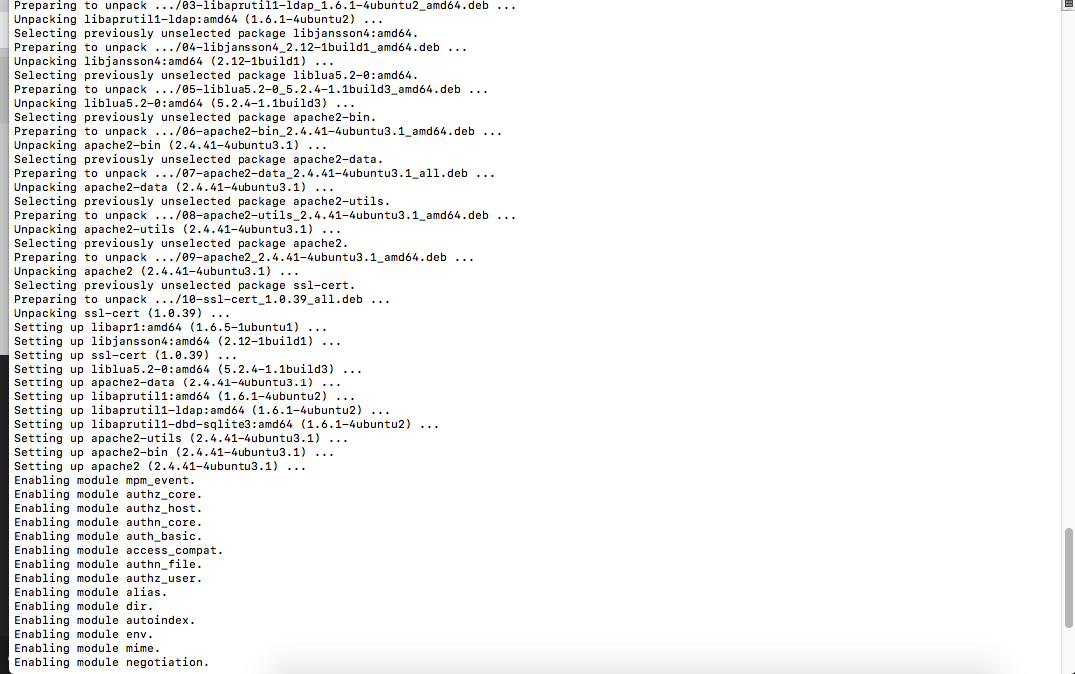 Preparing to unpack .../03-libaprutil1-ldap_1.6.1-4ubuntu2_amd64.deb ...
Unpacking libaprutil1-ldap:amd64 (1.6.1-4ubuntu2) ...
Selecting previously unselected package libjansson4:amd64.
Preparing to unpack .../04-libjansson4_2.12-1build1_amd64.deb ...
Unpacking libjansson4:amd64 (2.12-1build1) ...
Selecting previously unselected package liblua5.2-0:amd64.
Preparing to unpack .../05-liblua5.2-0_5.2.4-1.1build3_amd64.deb ...
Unpacking liblua5.2-0:amd64 (5.2.4-1.1build3) ...
Selecting previously unselected package apache2-bin.
Preparing to unpack .../06-apache2-bin_2.4.41-4ubuntu3.1_amd64.deb ...
Unpacking apache2-bin (2.4.41-4ubuntu3.1) ...
Selecting previously unselected package apache2-data.
Preparing to unpack .../07-apache2-data_2.4.41-4ubuntu3.1_all.deb ...
Unpacking apache2-data (2.4.41-4ubuntu3.1) ...
Selecting previously unselected package apache2-utils.
Preparing to unpack .../08-apache2-utils_2.4.41-4ubuntu3.1_amd64.deb ...
Unpacking apache2-utils (2.4.41-4ubuntu3.1) ...
Selecting previously unselected package apache2.
Preparing to unpack .../09-apache2_2.4.41-4ubuntu3.1_amd64.deb ...
Unpacking apache2 (2.4.41-4ubuntu3.1) ...
Selecting previously unselected package ssl-cert.
Preparing to unpack .../10-ssl-cert_1.0.39_all.deb ...
Unpacking ssl-cert (1.0.39) ...
Setting up libapr1:amd64 (1.6.5-1ubuntu1) ...
Setting up libjansson4:amd64 (2.12-1build1) ...
Setting up ssl-cert (1.0.39) ...
Setting up liblua5.2-0:amd64 (5.2.4-1.1build3) ...
Setting up apache2-data (2.4.41-4ubuntu3.1) ...
Setting up libaprutil1:amd64 (1.6.1-4ubuntu2) ...
Setting up libaprutil1-ldap:amd64 (1.6.1-4ubuntu2) ...
Setting up libaprutil1-dbd-sqlite3:amd64 (1.6.1-4ubuntu2) ...
Setting up apache2-utils (2.4.41-4ubuntu3.1) ...
Setting up apache2-bin (2.4.41-4ubuntu3.1) ...
Setting up apache2 (2.4.41-4ubuntu3.1) ...
Enabling module mpm_event.
Enabling module authz_core.
Enabling module authz_host.
Enabling module authn_core.
Enabling module auth_basic.
Enabling module access_compat.
Enabling module authn_file.
Enabling module authz_user.
Enabling module alias.
Enabling module dir.
Enabling module autoindex.
Enabling module env.
Enabling module mime.
Enabling module negotiation.